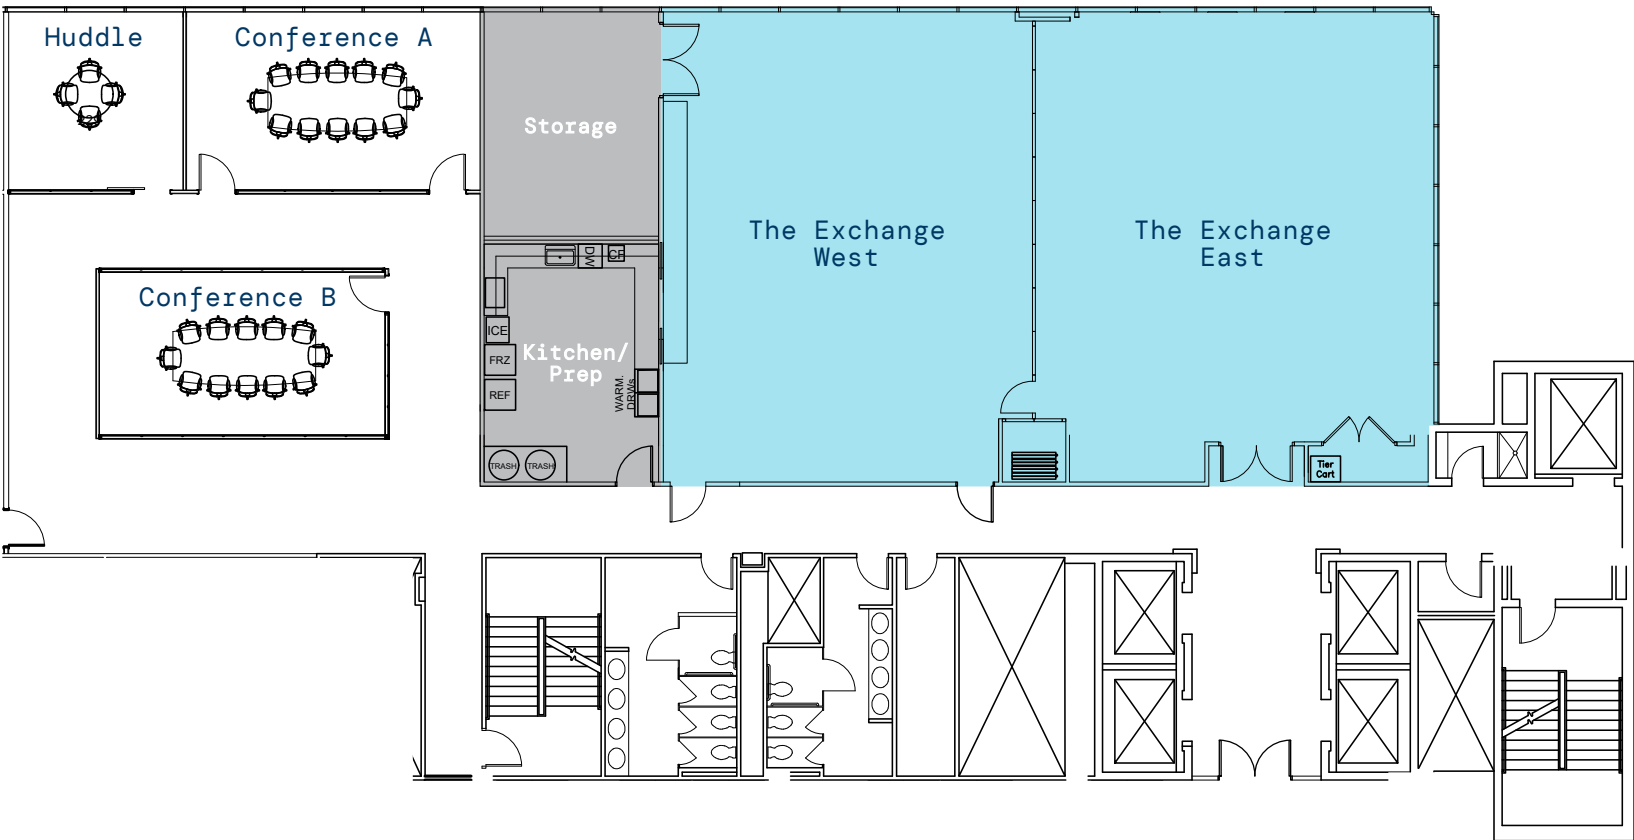 Huddle
Conference A
Storage
The Exchange
West
The Exchange
East
DW
CF
Conference B
ICE
FRZ
REF
Kitchen/
Prep
WARM.
DRWs
TRASH
TRASH
Tier
Cart